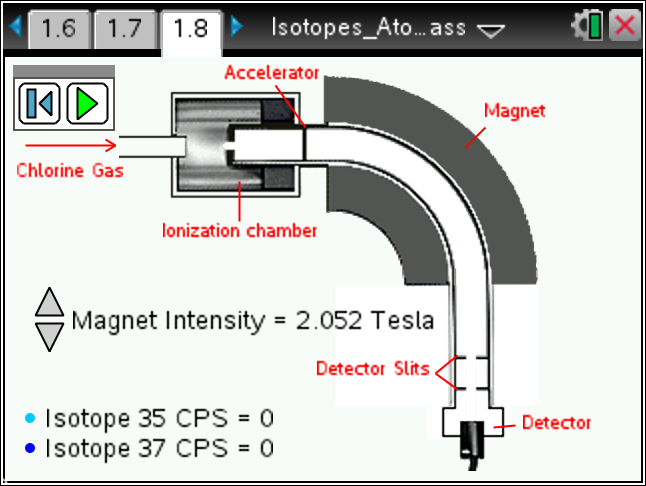 1.6 1.7 1.8 Isotopes_Ato...ass
Accelerator
Magnet
Chlorine Gas
Ionization chamber
Magnet Intensity = 2.052 Tesla
Detector Slits
Isotope 35 CPS = 0
Detector
Isotope 37 CPS = 0